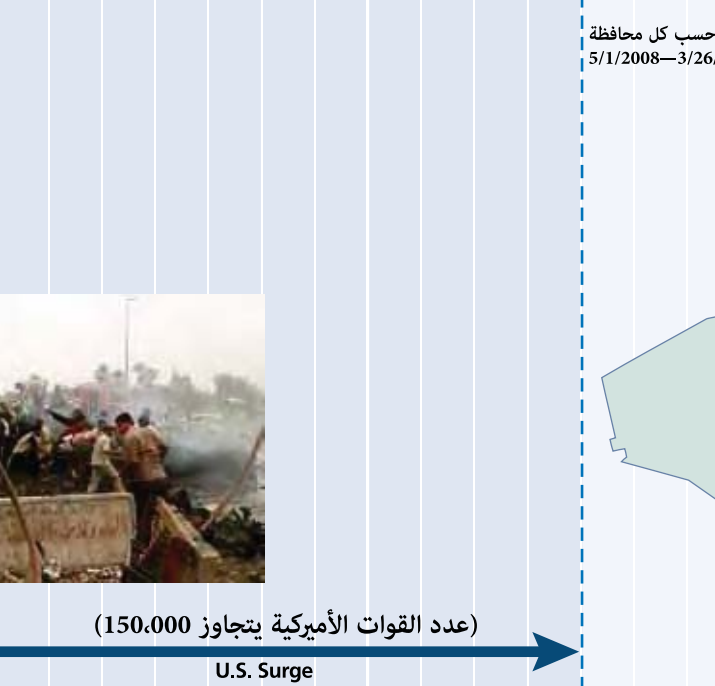 حسب كل محافظة
5/1/2008—3/26/
(عدد القوات الأميركية يتجاوز 150،000)
U.S. Surge